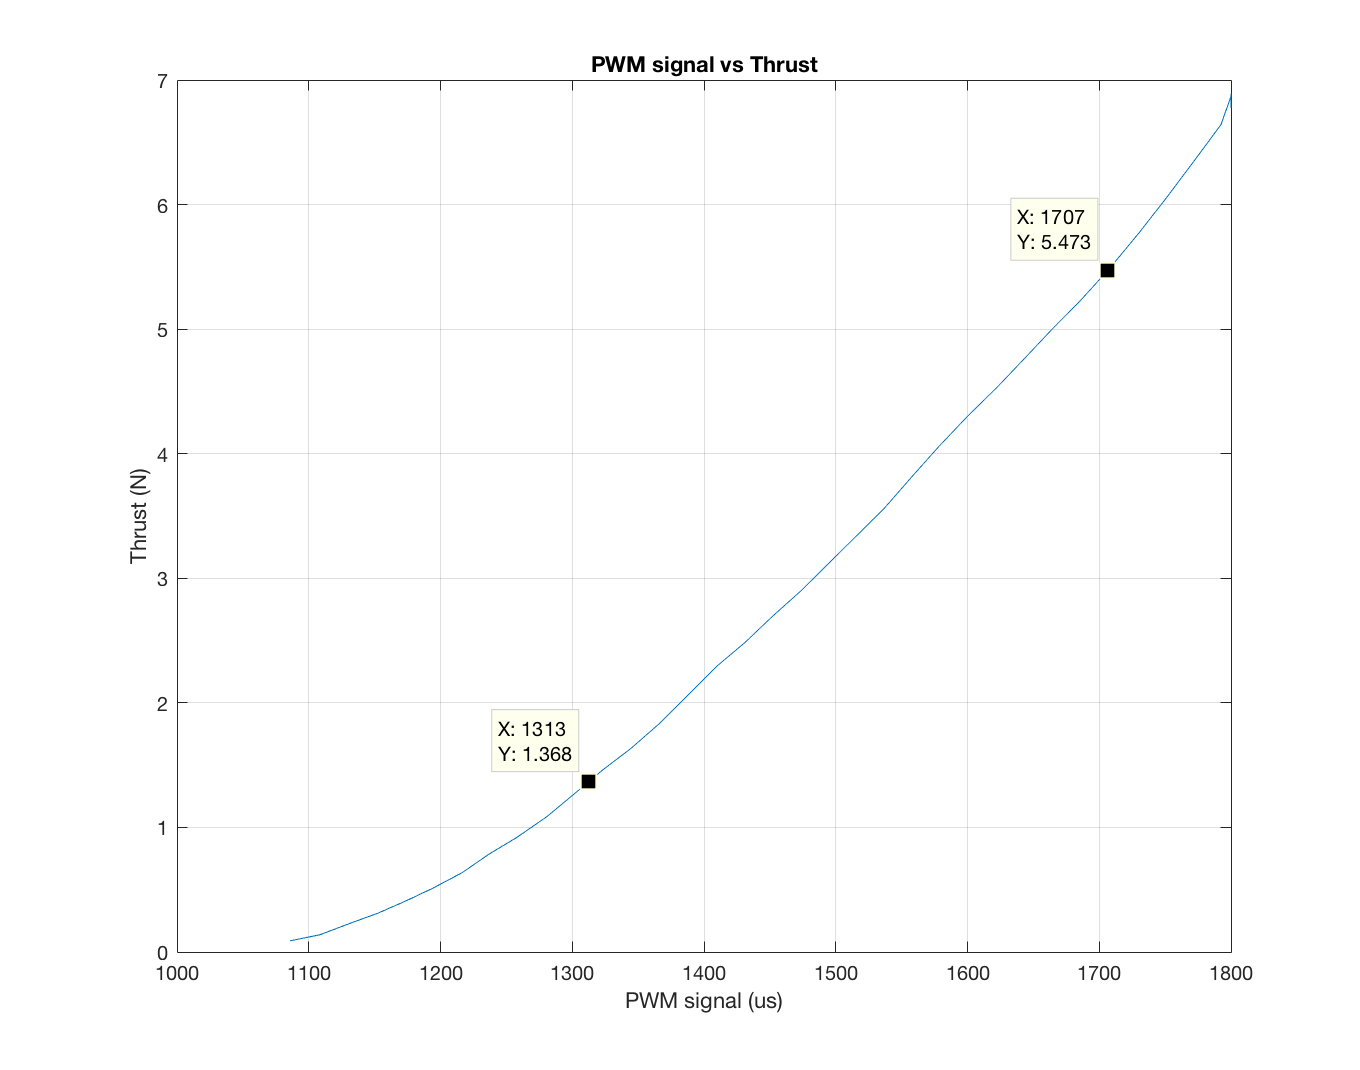 PWM signal vs Thrust
7
6
5
4
3
2
1
0
Thrust (N)
X: 1707
Y: 5.473
X: 1313
Y: 1.368
1000 1100 1200 1300 1400 1500 1600 1700 1800
PWM signal (us)